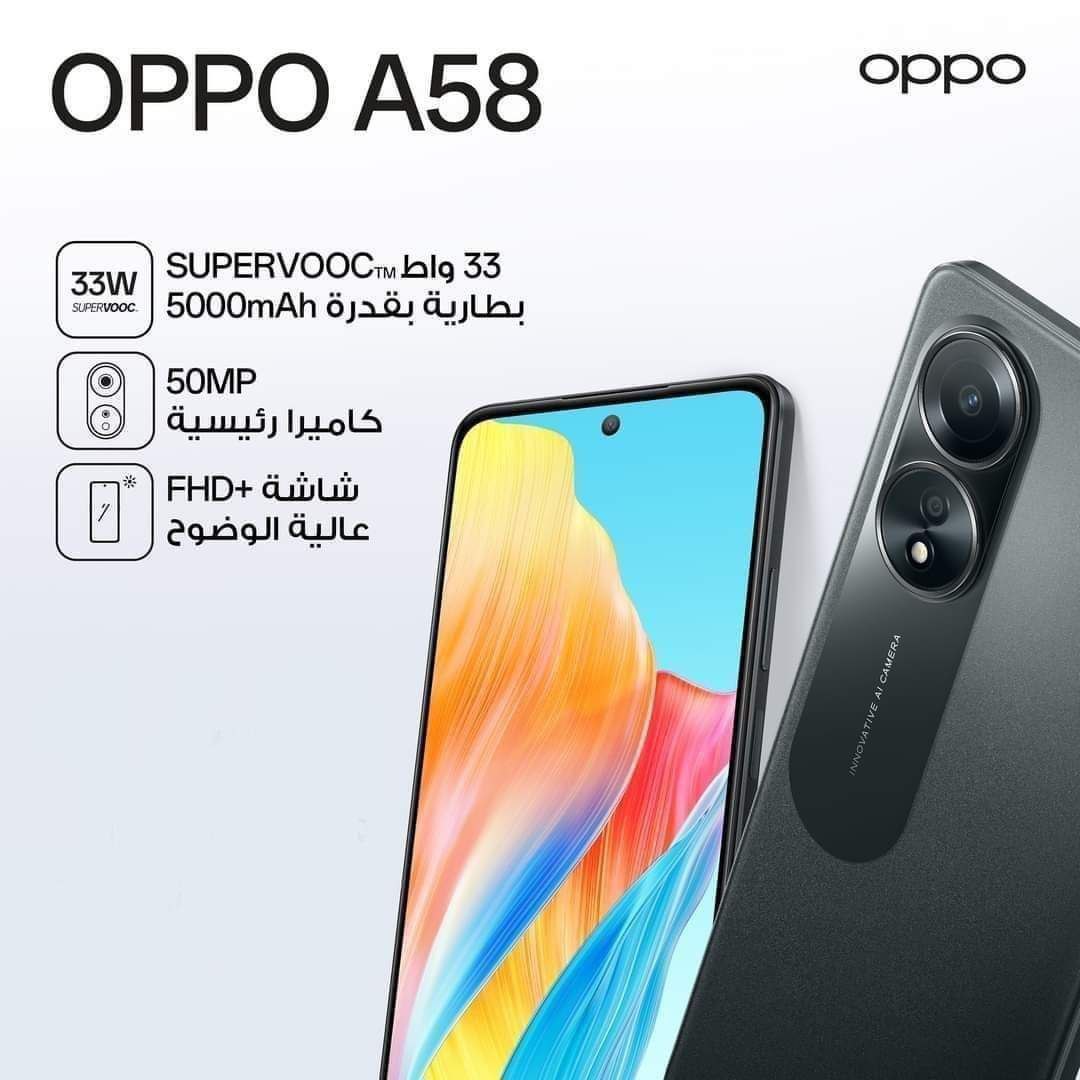 OPPO A58
oppo
33W
SUPERVOOC™
33 واط SUPERVOOC™
بطارية بقدرة 5000mAh
50MP
كاميرا رئيسية
شاشة FHD+
عالية الوضوح
INNOVATIVE AI CAMERA